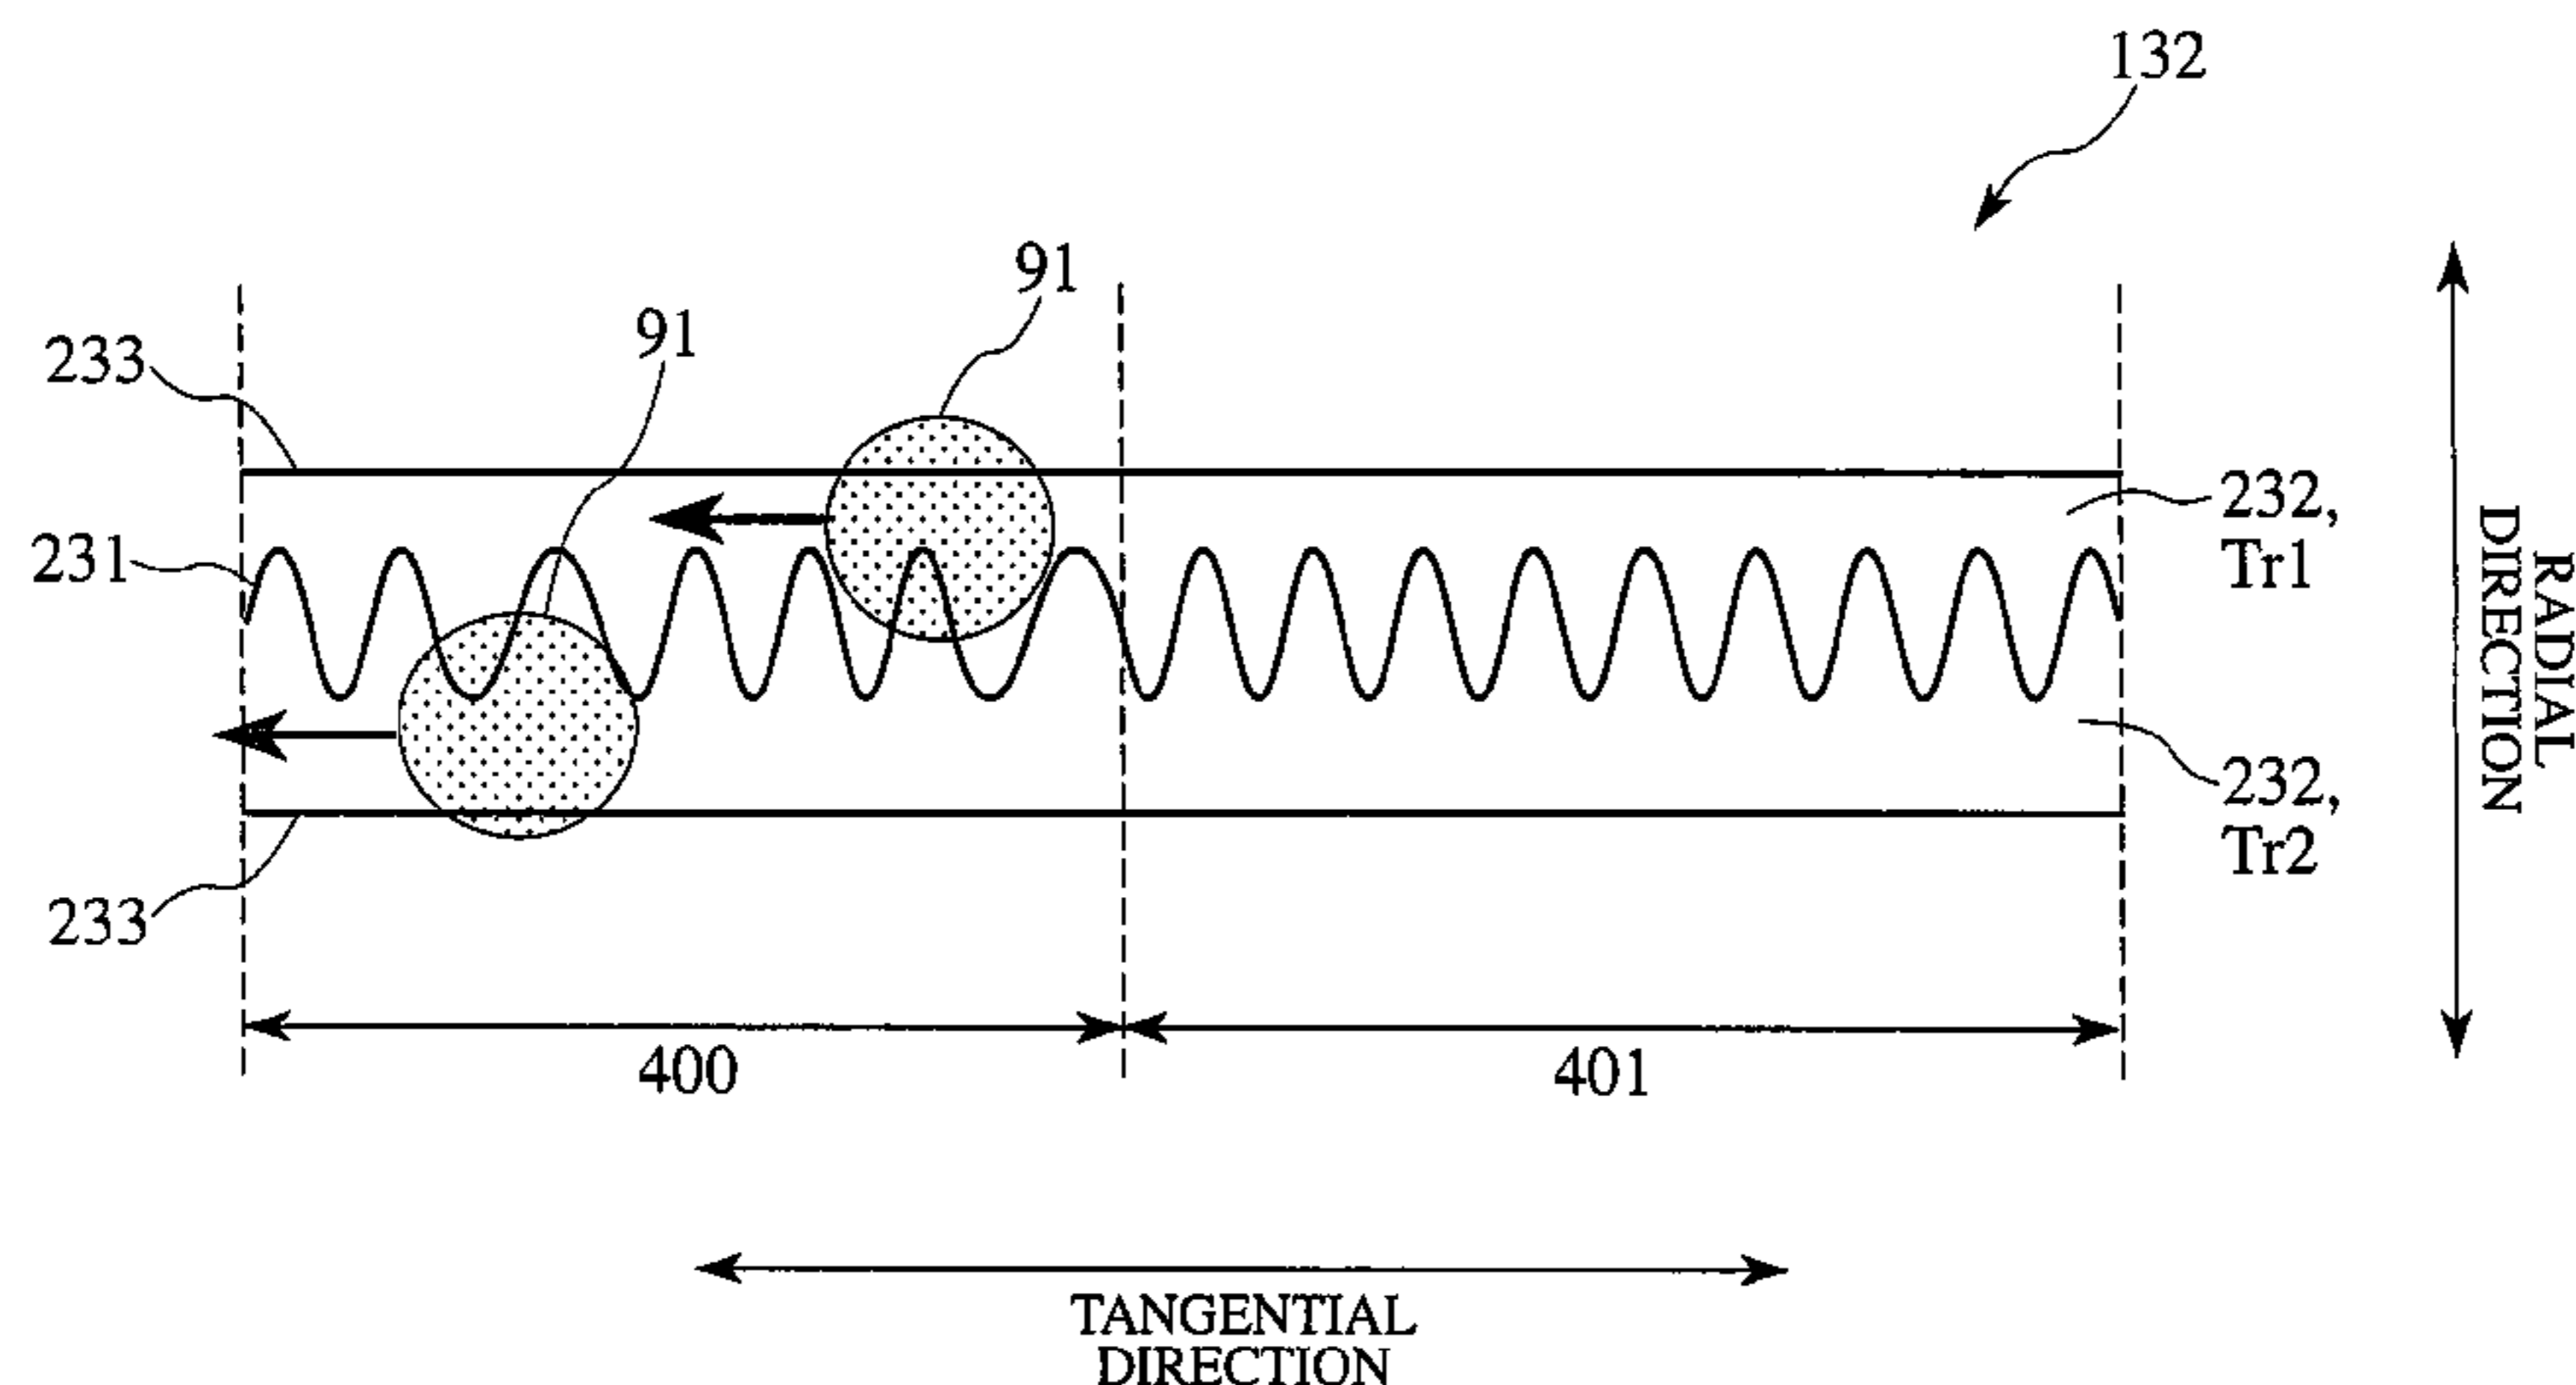 132
91
91
233
231
232,
Tr1
232,
Tr2
233
400
401
RADIAL
DIRECTION
TANGENTIAL
DIRECTION